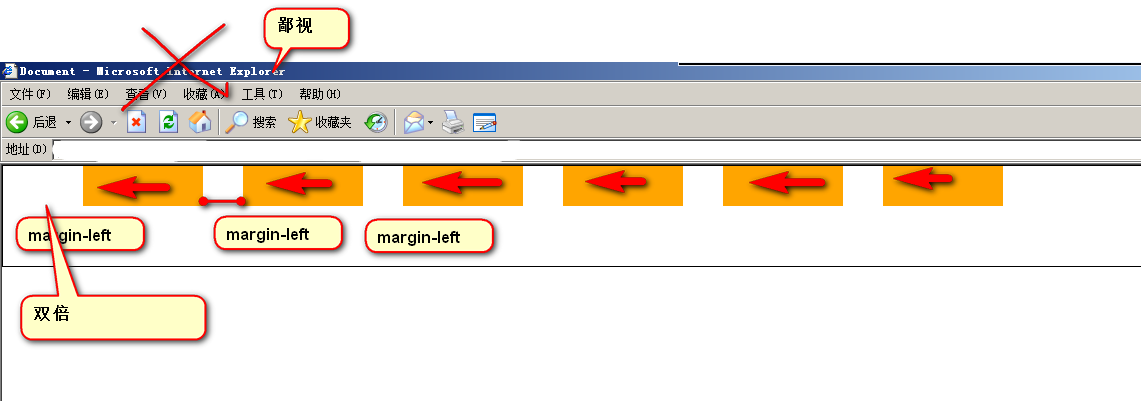 鄙视
Document - Microsoft Internet Explorer
文件(F) 编辑(E) 查看(V) 收藏(A) 工具(T) 帮助(H)
后退 搜索 收藏夹
地址(D)
margin-left margin-left margin-left
双倍